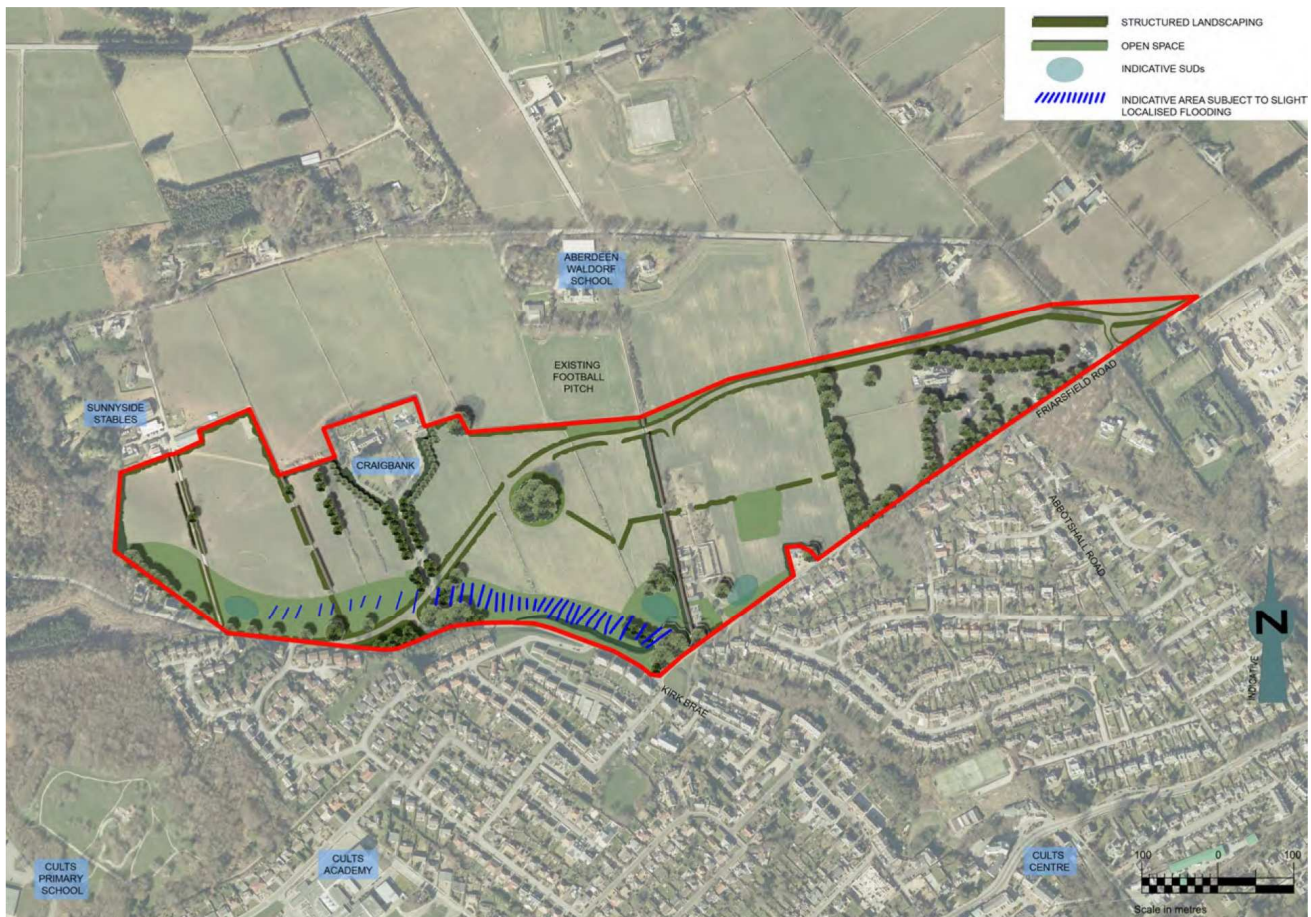 STRUCTURED LANDSCAPING
OPEN SPACE
INDICATIVE SUDs
INDICATIVE AREA SUBJECT TO SLIGHT
LOCALISED FLOODING
ABERDEEN
WALDORF
SCHOOL
EXISTING
FOOTBALL
PITCH
SUNNYSIDE
STABLES
CRAIGBANK
FRIARSFIELD ROAD
ABBOTSHALL ROAD
KIRK BRAE
N
INDICATIVE
CULTS
PRIMARY
SCHOOL
CULTS
ACADEMY
CULTS
CENTRE
100 0 100
Scale in metres